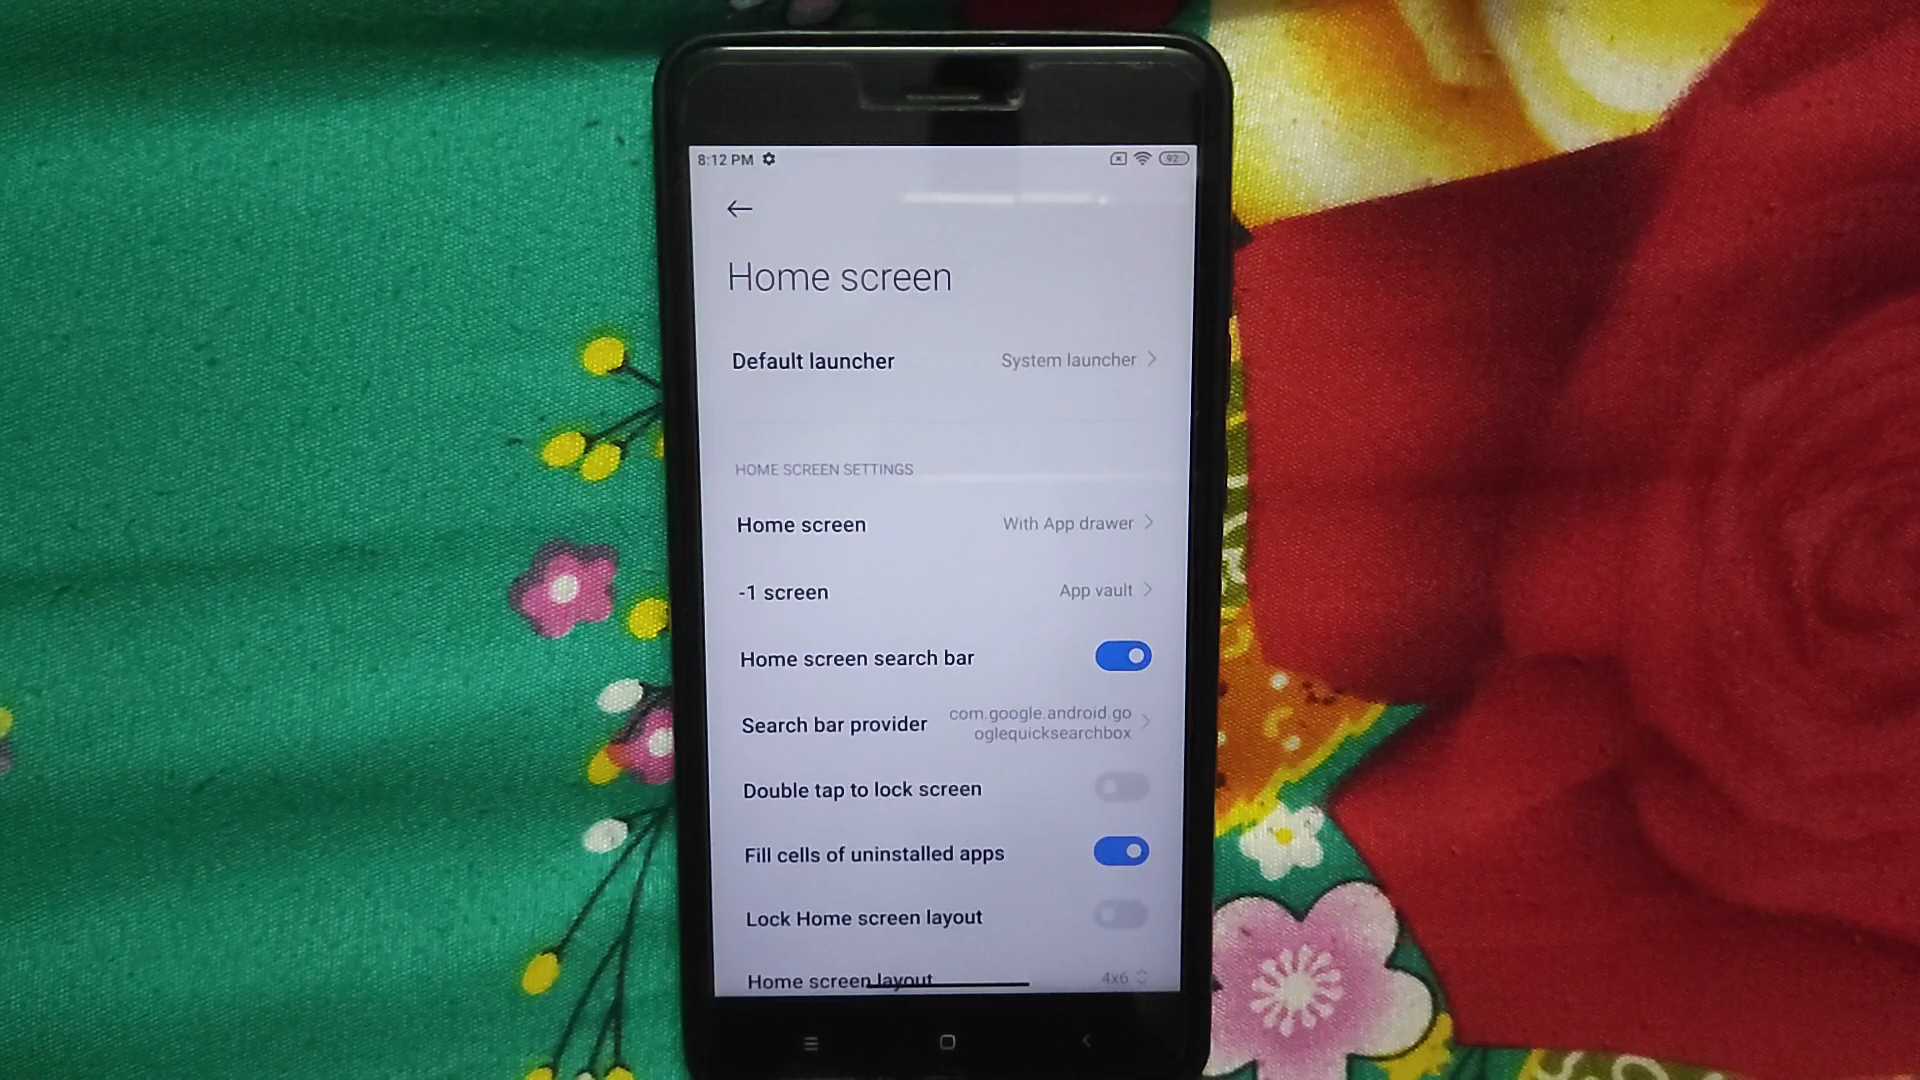 8:12 PM 92
Home screen
Default launcher System launcher
HOME SCREEN SETTINGS
Home screen With App drawer
-1 screen App vault
Home screen search bar
Search bar provider com.google.android.go
oglequicksearchbox
Double tap to lock screen
Fill cells of uninstalled apps
Lock Home screen layout
Home screen layout 4x6